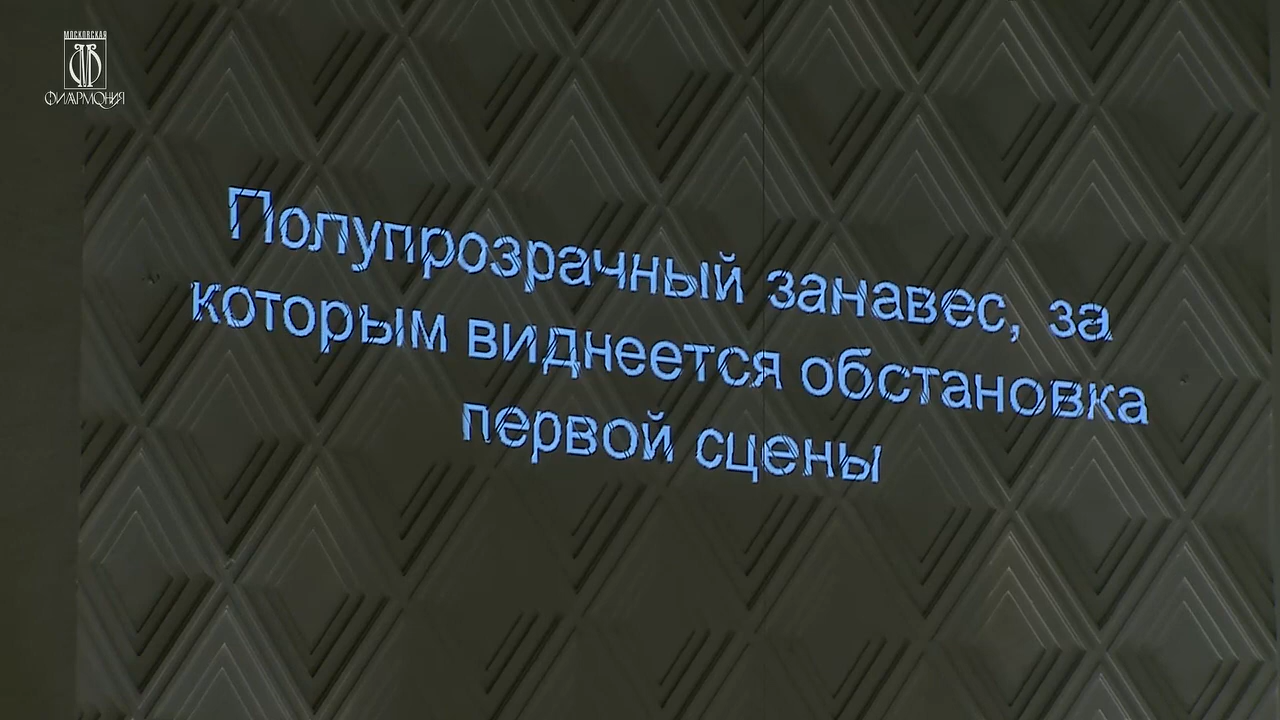 МОСКОВСКАЯ
ФИЛАРМОНИЯ
Полупрозрачный занавес, за
которым виднеется обстановка
первой сцены